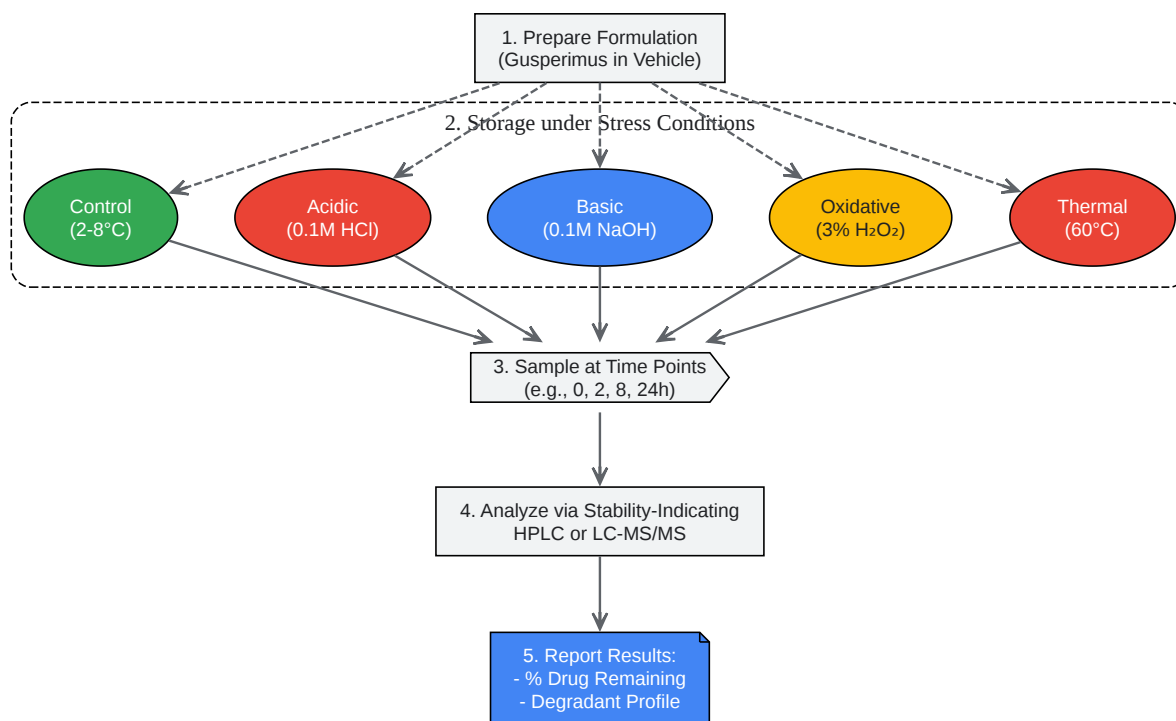 1. Prepare Formulation
(Gusperimus in Vehicle)
2. Storage under Stress Conditions
Control
(2-8°C)
Acidic
(0.1M HCl)
Basic
(0.1M NaOH)
Oxidative
(3% H₂O₂)
Thermal
(60°C)
3. Sample at Time Points
(e.g., 0, 2, 8, 24h)
4. Analyze via Stability-Indicating
HPLC or LC-MS/MS
5. Report Results:
- % Drug Remaining
- Degradant Profile